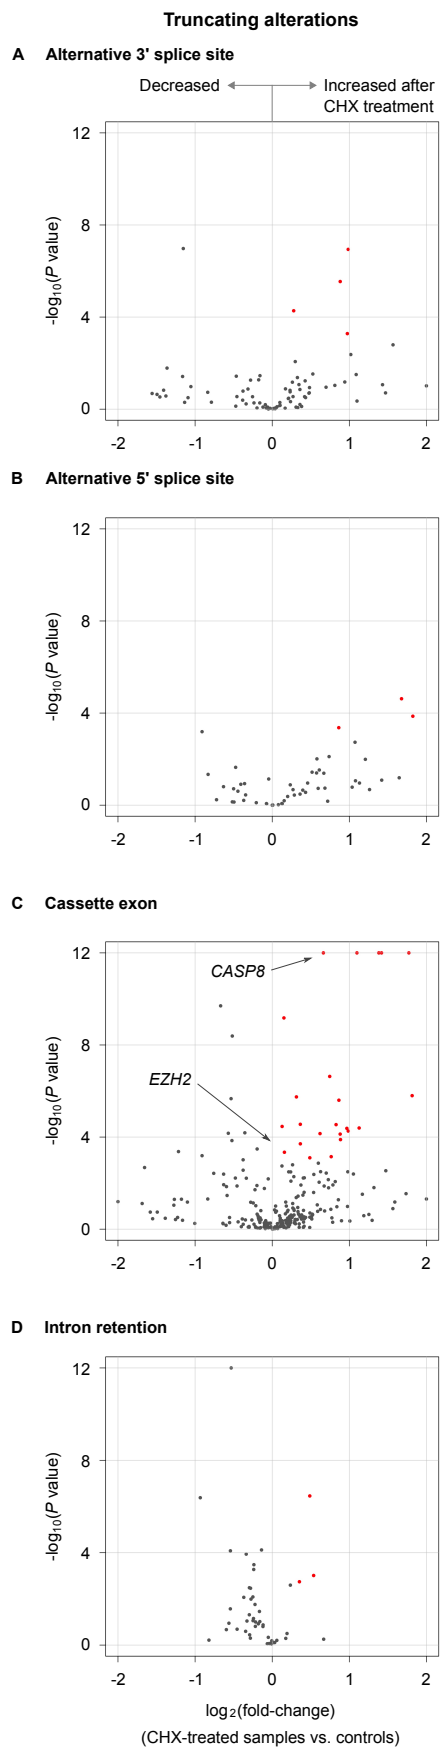 Truncating alterations
A Alternative 3' splice site
Decreased Increased after
CHX treatment
12
8
4
0
-log10(P value)
-2 -1 0 1 2
B Alternative 5' splice site
12
8
4
0
-log10(P value)
-2 -1 0 1 2
C Cassette exon
12
8
4
0
-log10(P value)
CASP8
EZH2
-2 -1 0 1 2
D Intron retention
12
8
4
0
-log10(P value)
-2 -1 0 1 2
log2(fold-change)
(CHX-treated samples vs. controls)